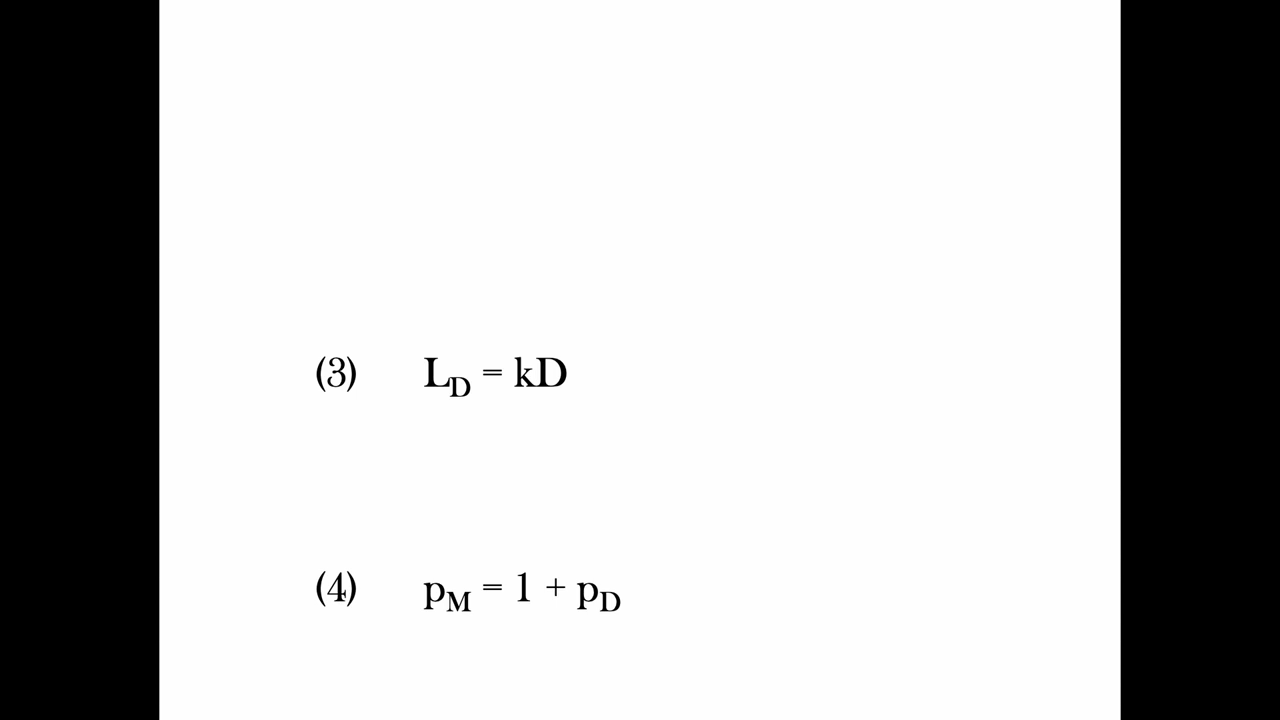 (3) L_D = kD
(4) p_M = 1 + p_D